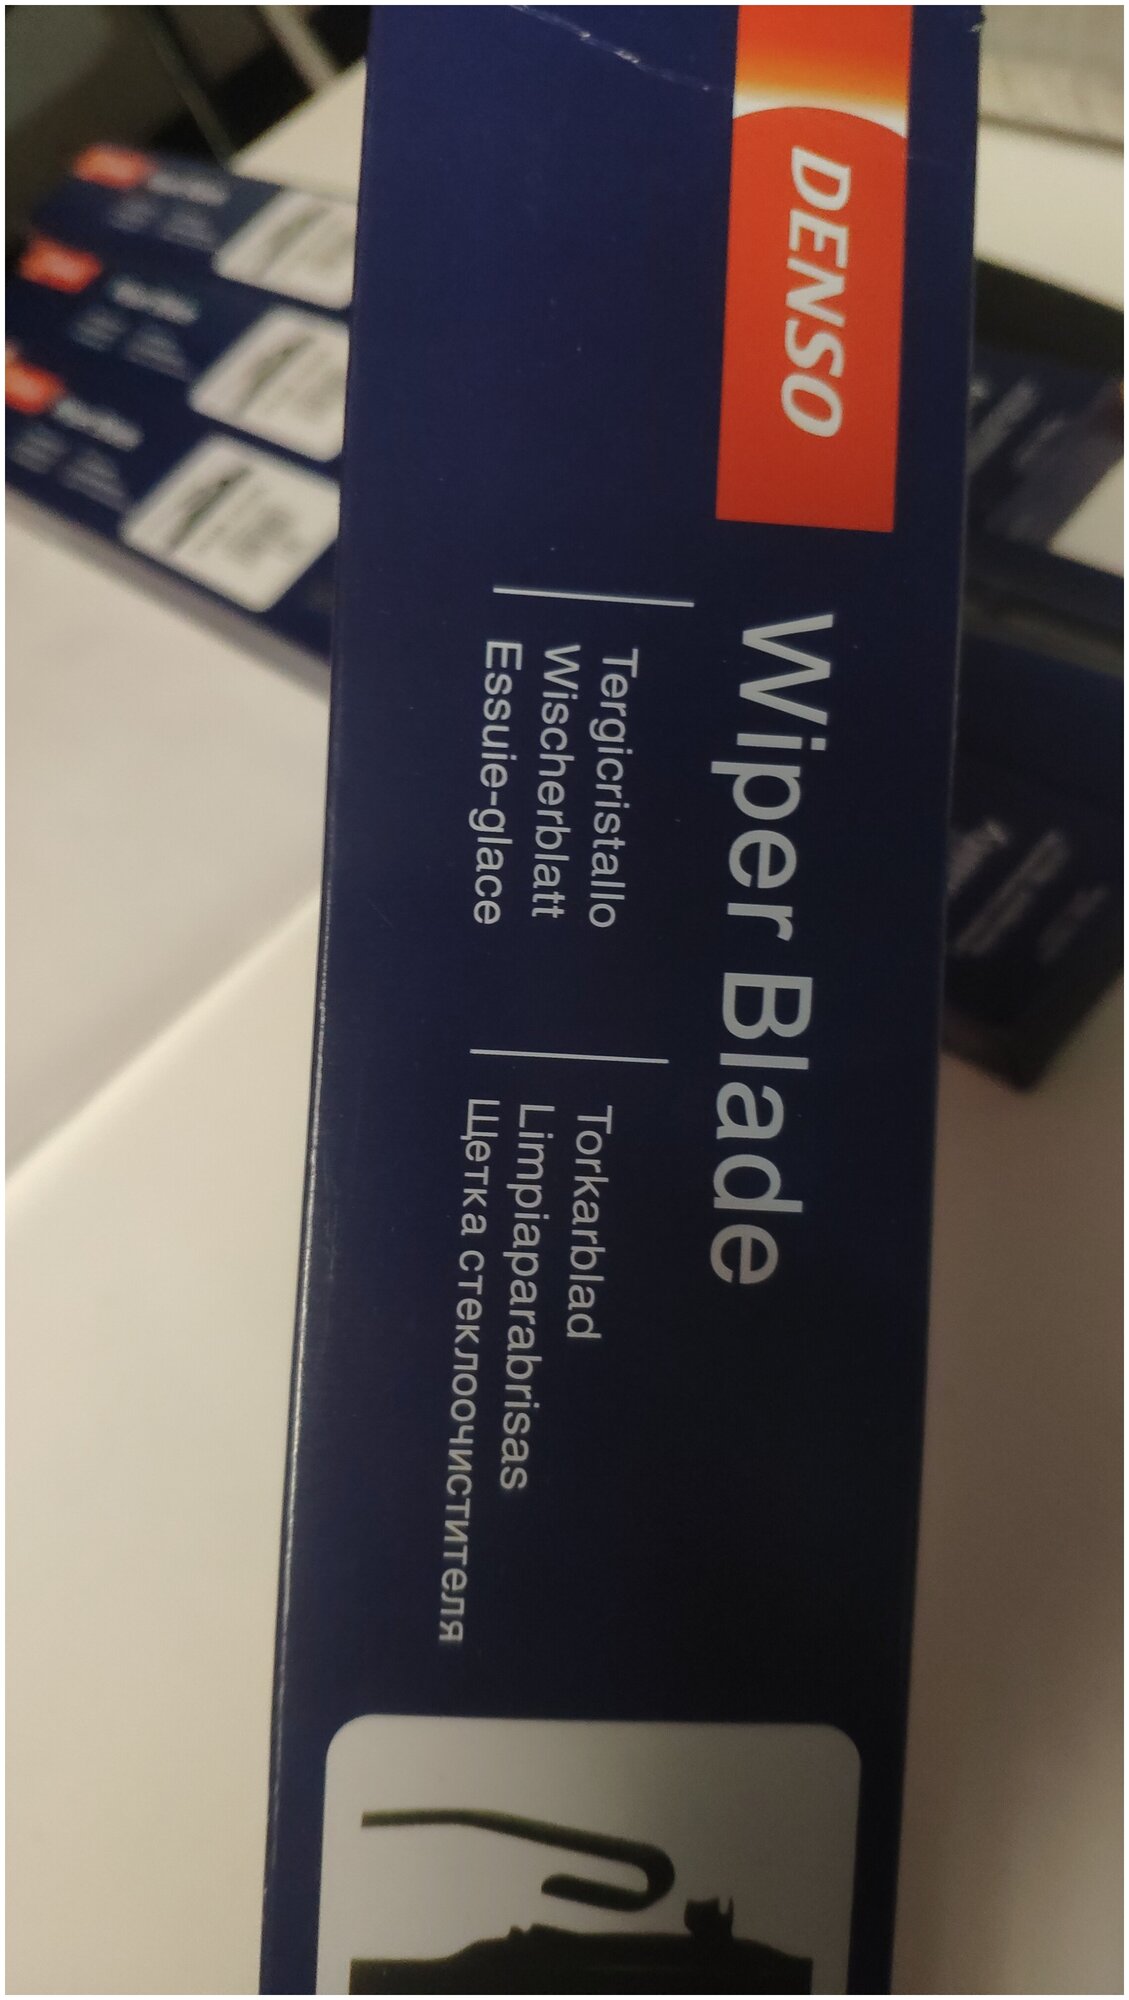 DENSO
Wiper Blade
Tergicristallo
Wischerblatt
Essuie-glace
Torkarblad
Limpiaparabrisas
Щетка стеклоочистителя